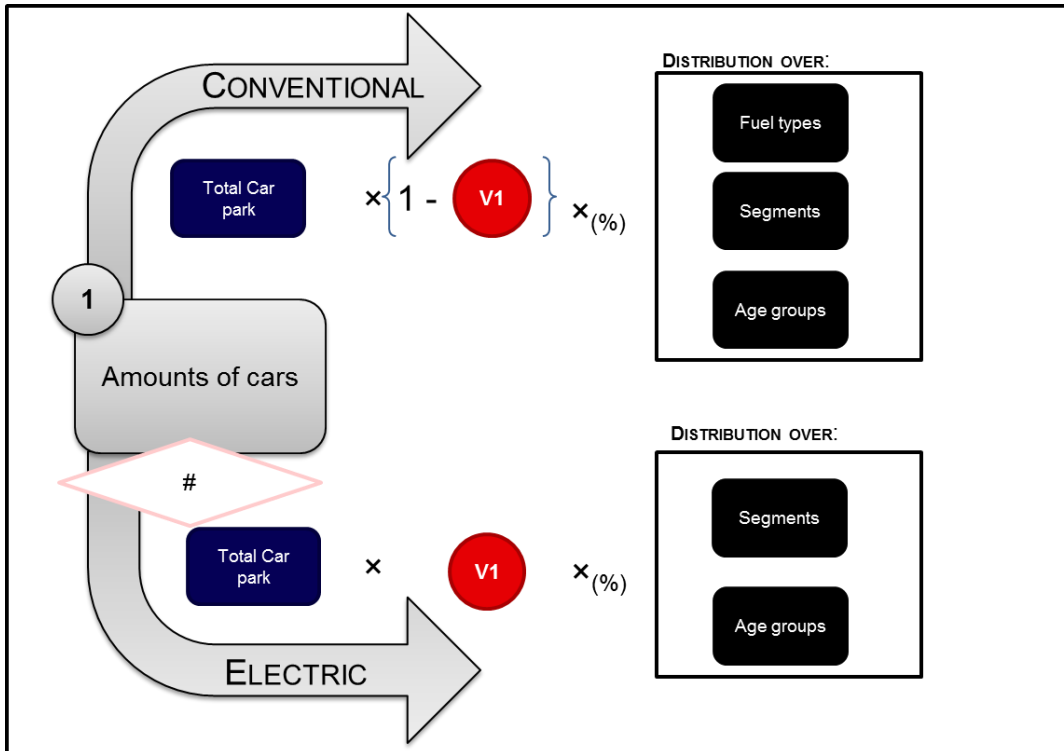 CONVENTIONAL
DISTRIBUTION OVER:
Fuel types
Total Car
park
×{1 - V1} ×(%)
Segments
Age groups
1
Amounts of cars
#
DISTRIBUTION OVER:
Segments
Total Car
park
× V1 ×(%)
Age groups
ELECTRIC